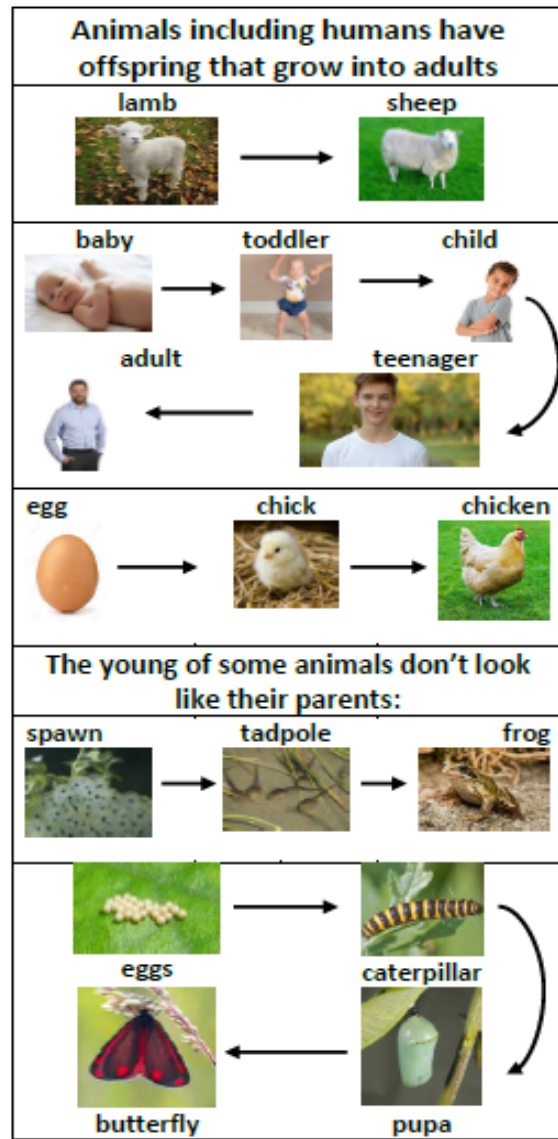 Animals including humans have
offspring that grow into adults
lamb sheep
baby toddler child
adult teenager
egg chick chicken
The young of some animals don’t look
like their parents:
spawn tadpole frog
eggs caterpillar
butterfly pupa